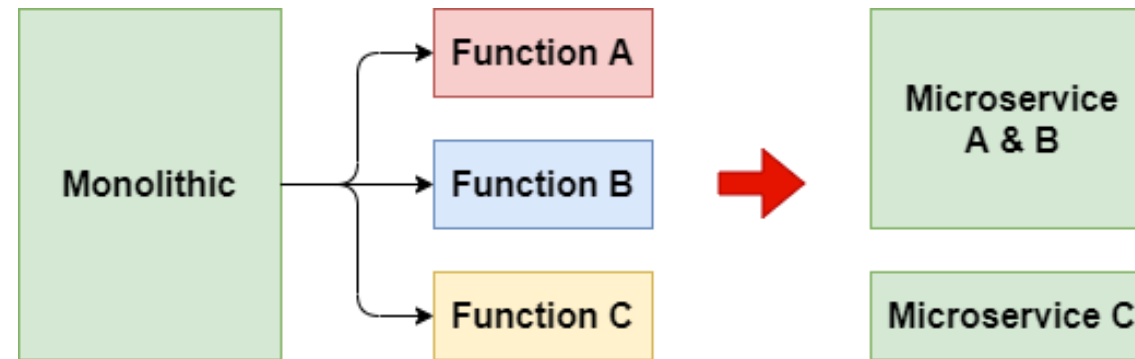 Monolithic
Function A
Function B
Function C
Microservice
A & B
Microservice C